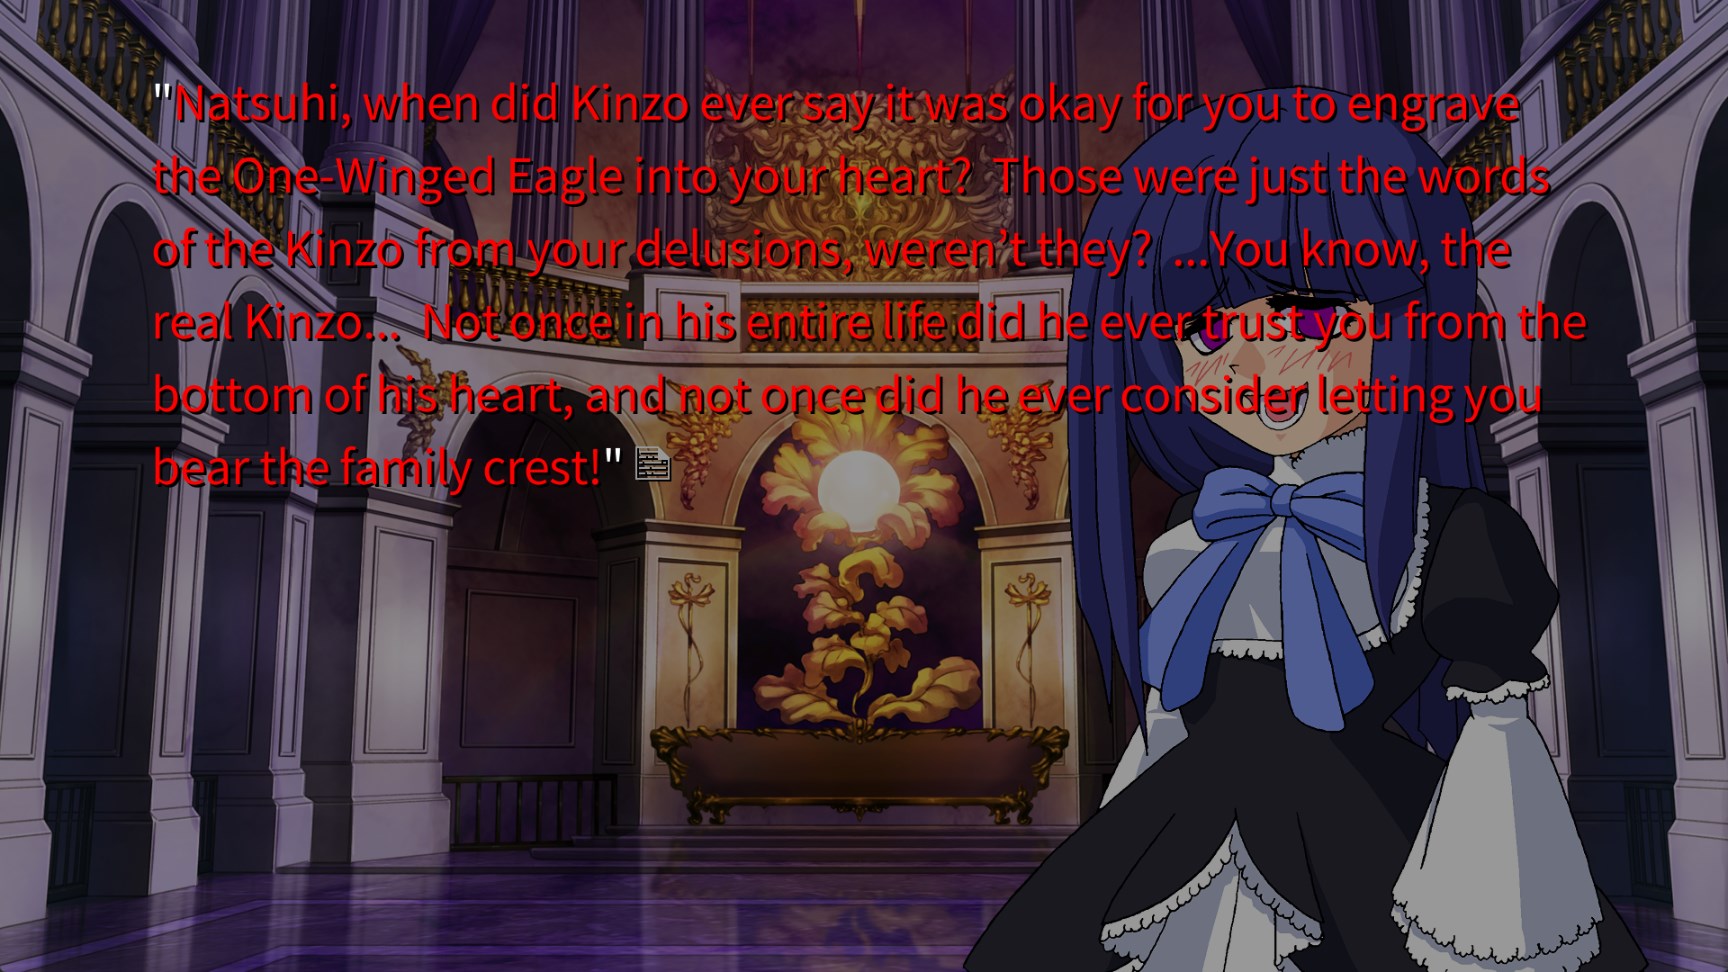 "Natsuhi, when did Kinzo ever say it was okay for you to engrave
the One-Winged Eagle into your heart?  Those were just the words
of the Kinzo from your delusions, weren’t they?  ...You know, the
real Kinzo...  Not once in his entire life did he ever trust you from the
bottom of his heart, and not once did he ever consider letting you
bear the family crest!"